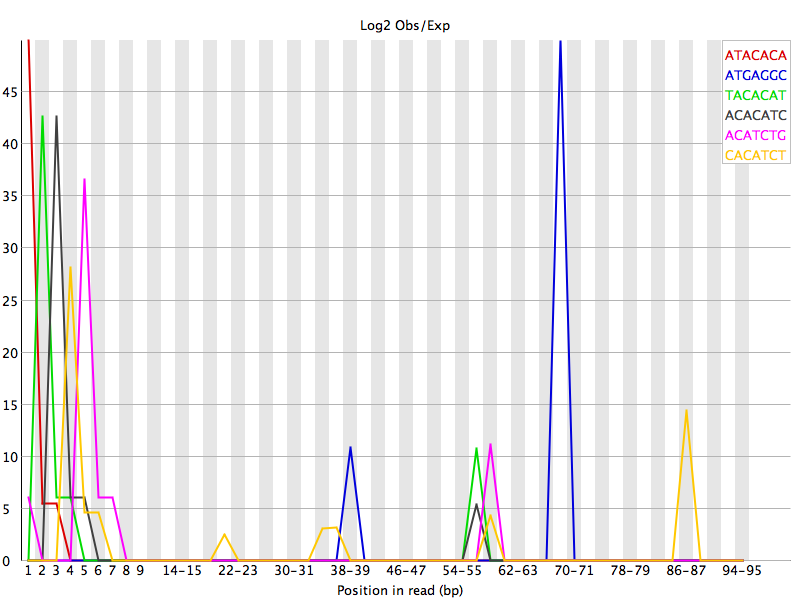 Log2 Obs/Exp
ATACACA
ATGAGGC
TACACAT
ACACATC
ACATCTG
CACATCT
45
40
35
30
25
20
15
10
5
0
1 2 3 4 5 6 7 8 9 14-15 22-23 30-31 38-39 46-47 54-55 62-63 70-71 78-79 86-87 94-95
Position in read (bp)